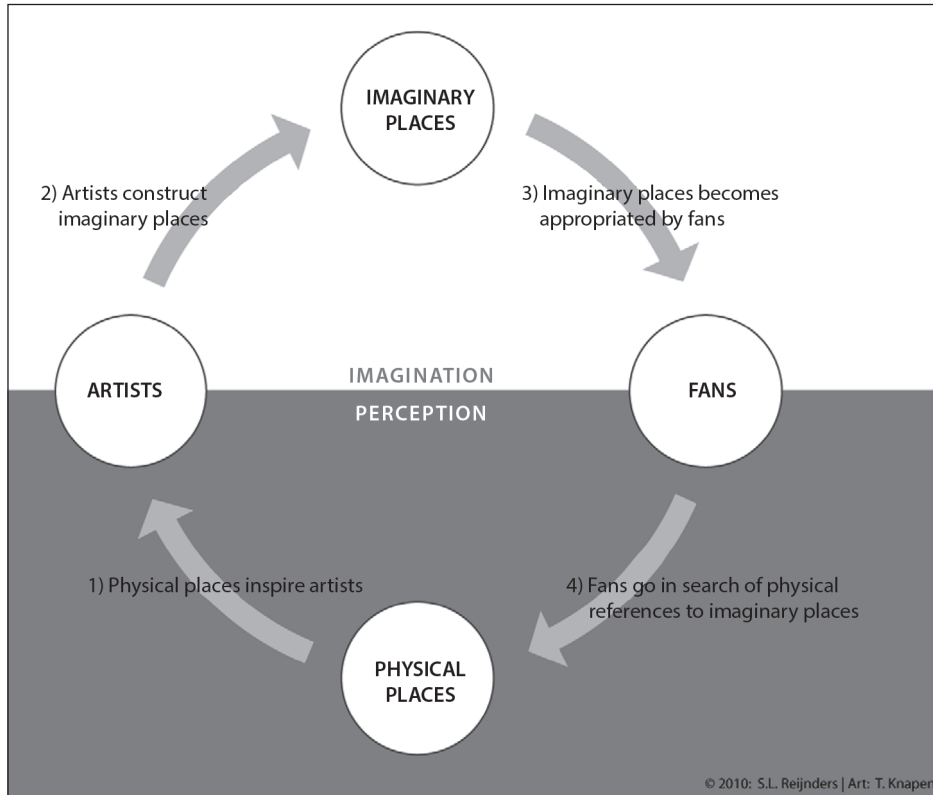 IMAGINARY
PLACES
2) Artists construct
imaginary places
3) Imaginary places becomes
appropriated by fans
ARTISTS
IMAGINATION
PERCEPTION
FANS
1) Physical places inspire artists
4) Fans go in search of physical
references to imaginary places
PHYSICAL
PLACES
© 2010: S.L. Reijnders | Art: T. Knapen